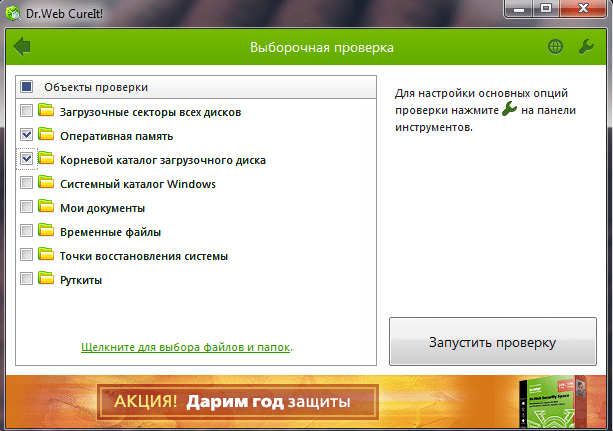 Dr.Web CureIt!
Выборочная проверка
Объекты проверки
Загрузочные секторы всех дисков
Оперативная память
Корневой каталог загрузочного диска
Системный каталог Windows
Мои документы
Временные файлы
Точки восстановления системы
Руткиты
Щелкните для выбора файлов и папок.
Для настройки основных опций
проверки нажмите на панели
инструментов.
Запустить проверку
АКЦИЯ! Дарим год защиты
Dr.Web Security Space